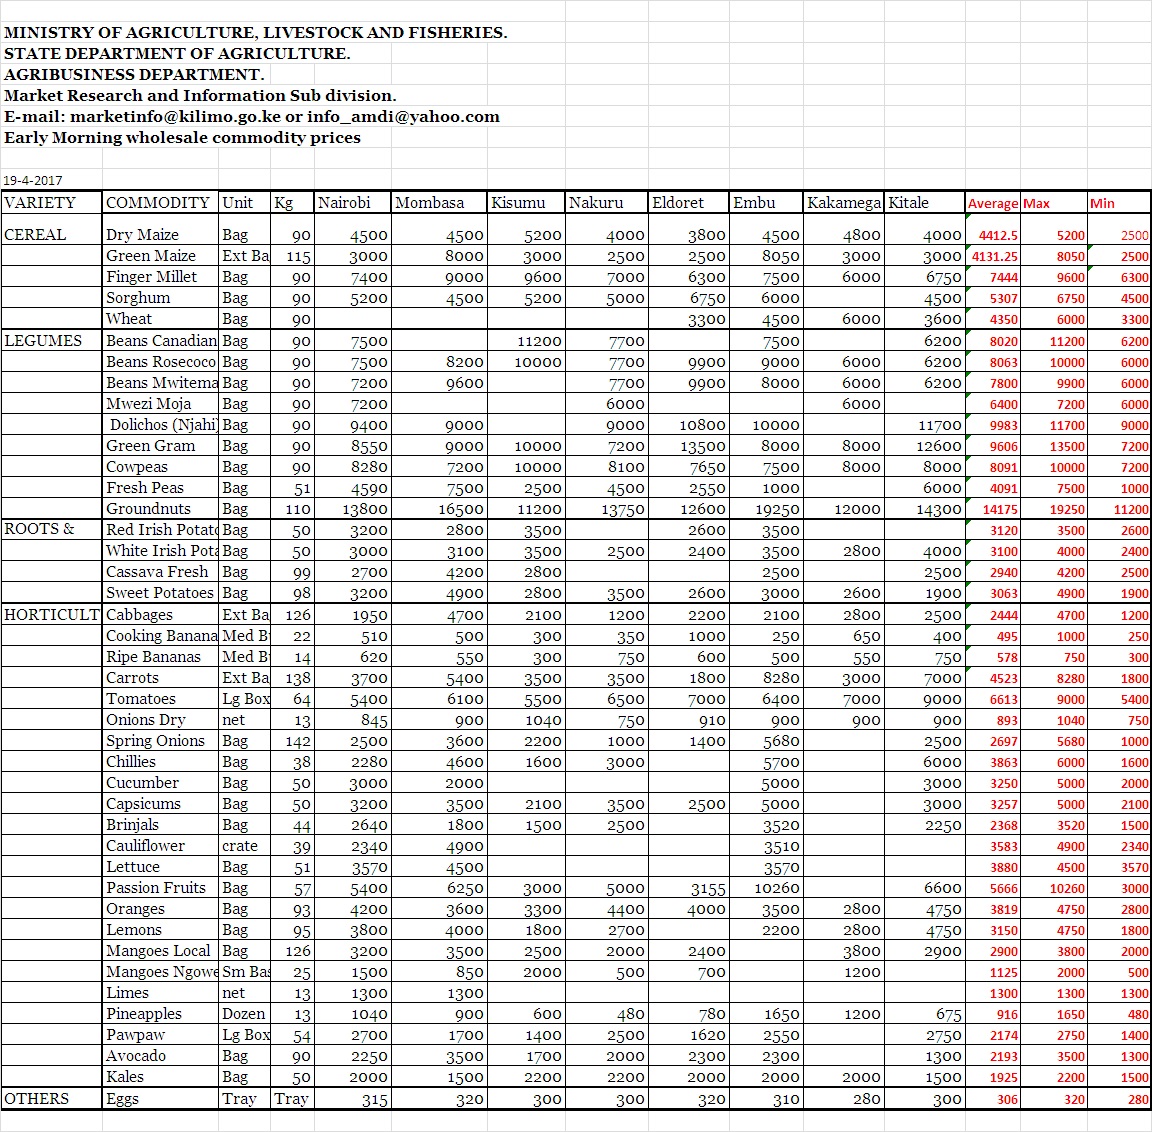 MINISTRY OF AGRICULTURE, LIVESTOCK AND FISHERIES.
STATE DEPARTMENT OF AGRICULTURE.
AGRIBUSINESS DEPARTMENT.
Market Research and Information Sub division.
E-mail: marketinfo@kilimo.go.ke or info_amdi@yahoo.com
Early Morning wholesale commodity prices
19-4-2017
VARIETY COMMODITY Unit Kg Nairobi Mombasa Kisumu Nakuru Eldoret Embu Kakamega Kitale Average Max Min
CEREAL Dry Maize Bag 90 4500 4500 5200 4000 3800 4500 4800 4000 4412.5 5200 2500
Green Maize Ext Ba 115 3000 8000 3000 2500 2500 8050 3000 3000 4131.25 8050 2500
Finger Millet Bag 90 7400 9000 9600 7000 6300 7500 6000 6750 7444 9600 6300
Sorghum Bag 90 5200 4500 5200 5000 6750 6000 4500 5307 6750 4500
Wheat Bag 90 3300 4500 6000 3600 4350 6000 3300
LEGUMES Beans Canadian Bag 90 7500 11200 7700 7500 6200 8020 11200 6200
Beans Rosecoco Bag 90 7500 8200 10000 7700 9900 9000 6000 6200 8063 10000 6000
Beans Mwitema Bag 90 7200 9600 7700 9900 8000 6000 6200 7800 9900 6000
Mwezi Moja Bag 90 7200 6000 6000 6400 7200 6000
Dolichos (Njahi) Bag 90 9400 9000 9000 10800 10000 11700 9983 11700 9000
Green Gram Bag 90 8550 9000 10000 7200 13500 8000 8000 12600 9606 13500 7200
Cowpeas Bag 90 8280 7200 10000 8100 7650 7500 8000 8000 8091 10000 7200
Fresh Peas Bag 51 4590 7500 2500 4500 2550 1000 6000 4091 7500 1000
Groundnuts Bag 110 13800 16500 11200 13750 12600 19250 12000 14300 14175 19250 11200
ROOTS & Red Irish Potato Bag 50 3200 2800 3500 2600 3500 3120 3500 2600
White Irish Pota Bag 50 3000 3100 3500 2500 2400 3500 2800 4000 3100 4000 2400
Cassava Fresh Bag 99 2700 4200 2800 2500 2500 2940 4200 2500
Sweet Potatoes Bag 98 3200 4900 2800 3500 2600 3000 2600 1900 3063 4900 1900
HORTICULT Cabbages Ext Ba 126 1950 4700 2100 1200 2200 2100 2800 2500 2444 4700 1200
Cooking Banana Med B 22 510 500 300 350 1000 250 650 400 495 1000 250
Ripe Bananas Med B 14 620 550 300 750 600 500 550 750 578 750 300
Carrots Ext Ba 138 3700 5400 3500 3500 1800 8280 3000 7000 4523 8280 1800
Tomatoes Lg Box 64 5400 6100 5500 6500 7000 6400 7000 9000 6613 9000 5400
Onions Dry net 13 845 900 1040 750 910 900 900 900 893 1040 750
Spring Onions Bag 142 2500 3600 2200 1000 1400 5680 2500 2697 5680 1000
Chillies Bag 38 2280 4600 1600 3000 5700 6000 3863 6000 1600
Cucumber Bag 50 3000 2000 5000 3000 3250 5000 2000
Capsicums Bag 50 3200 3500 2100 3500 2500 5000 3000 3257 5000 2100
Brinjals Bag 44 2640 1800 1500 2500 3520 2250 2368 3520 1500
Cauliflower crate 39 2340 4900 3510 3583 4900 2340
Lettuce Bag 51 3570 4500 3570 3880 4500 3570
Passion Fruits Bag 57 5400 6250 3000 5000 3155 10260 6600 5666 10260 3000
Oranges Bag 93 4200 3600 3300 4400 4000 3500 2800 4750 3819 4750 2800
Lemons Bag 95 3800 4000 1800 2700 2200 2800 4750 3150 4750 1800
Mangoes Local Bag 126 3200 3500 2500 2000 2400 3800 2900 2900 3800 2000
Mangoes Ngowe Sm Bas 25 1500 850 2000 500 700 1200 1125 2000 500
Limes net 13 1300 1300 1300 1300 1300
Pineapples Dozen 13 1040 900 600 480 780 1650 1200 675 916 1650 480
Pawpaw Lg Box 54 2700 1700 1400 2500 1620 2550 2750 2174 2750 1400
Avocado Bag 90 2250 3500 1700 2000 2300 2300 1300 2193 3500 1300
Kales Bag 50 2000 1500 2200 2200 2000 2000 2000 1500 1925 2200 1500
OTHERS Eggs Tray Tray 315 320 300 300 320 310 280 300 306 320 280